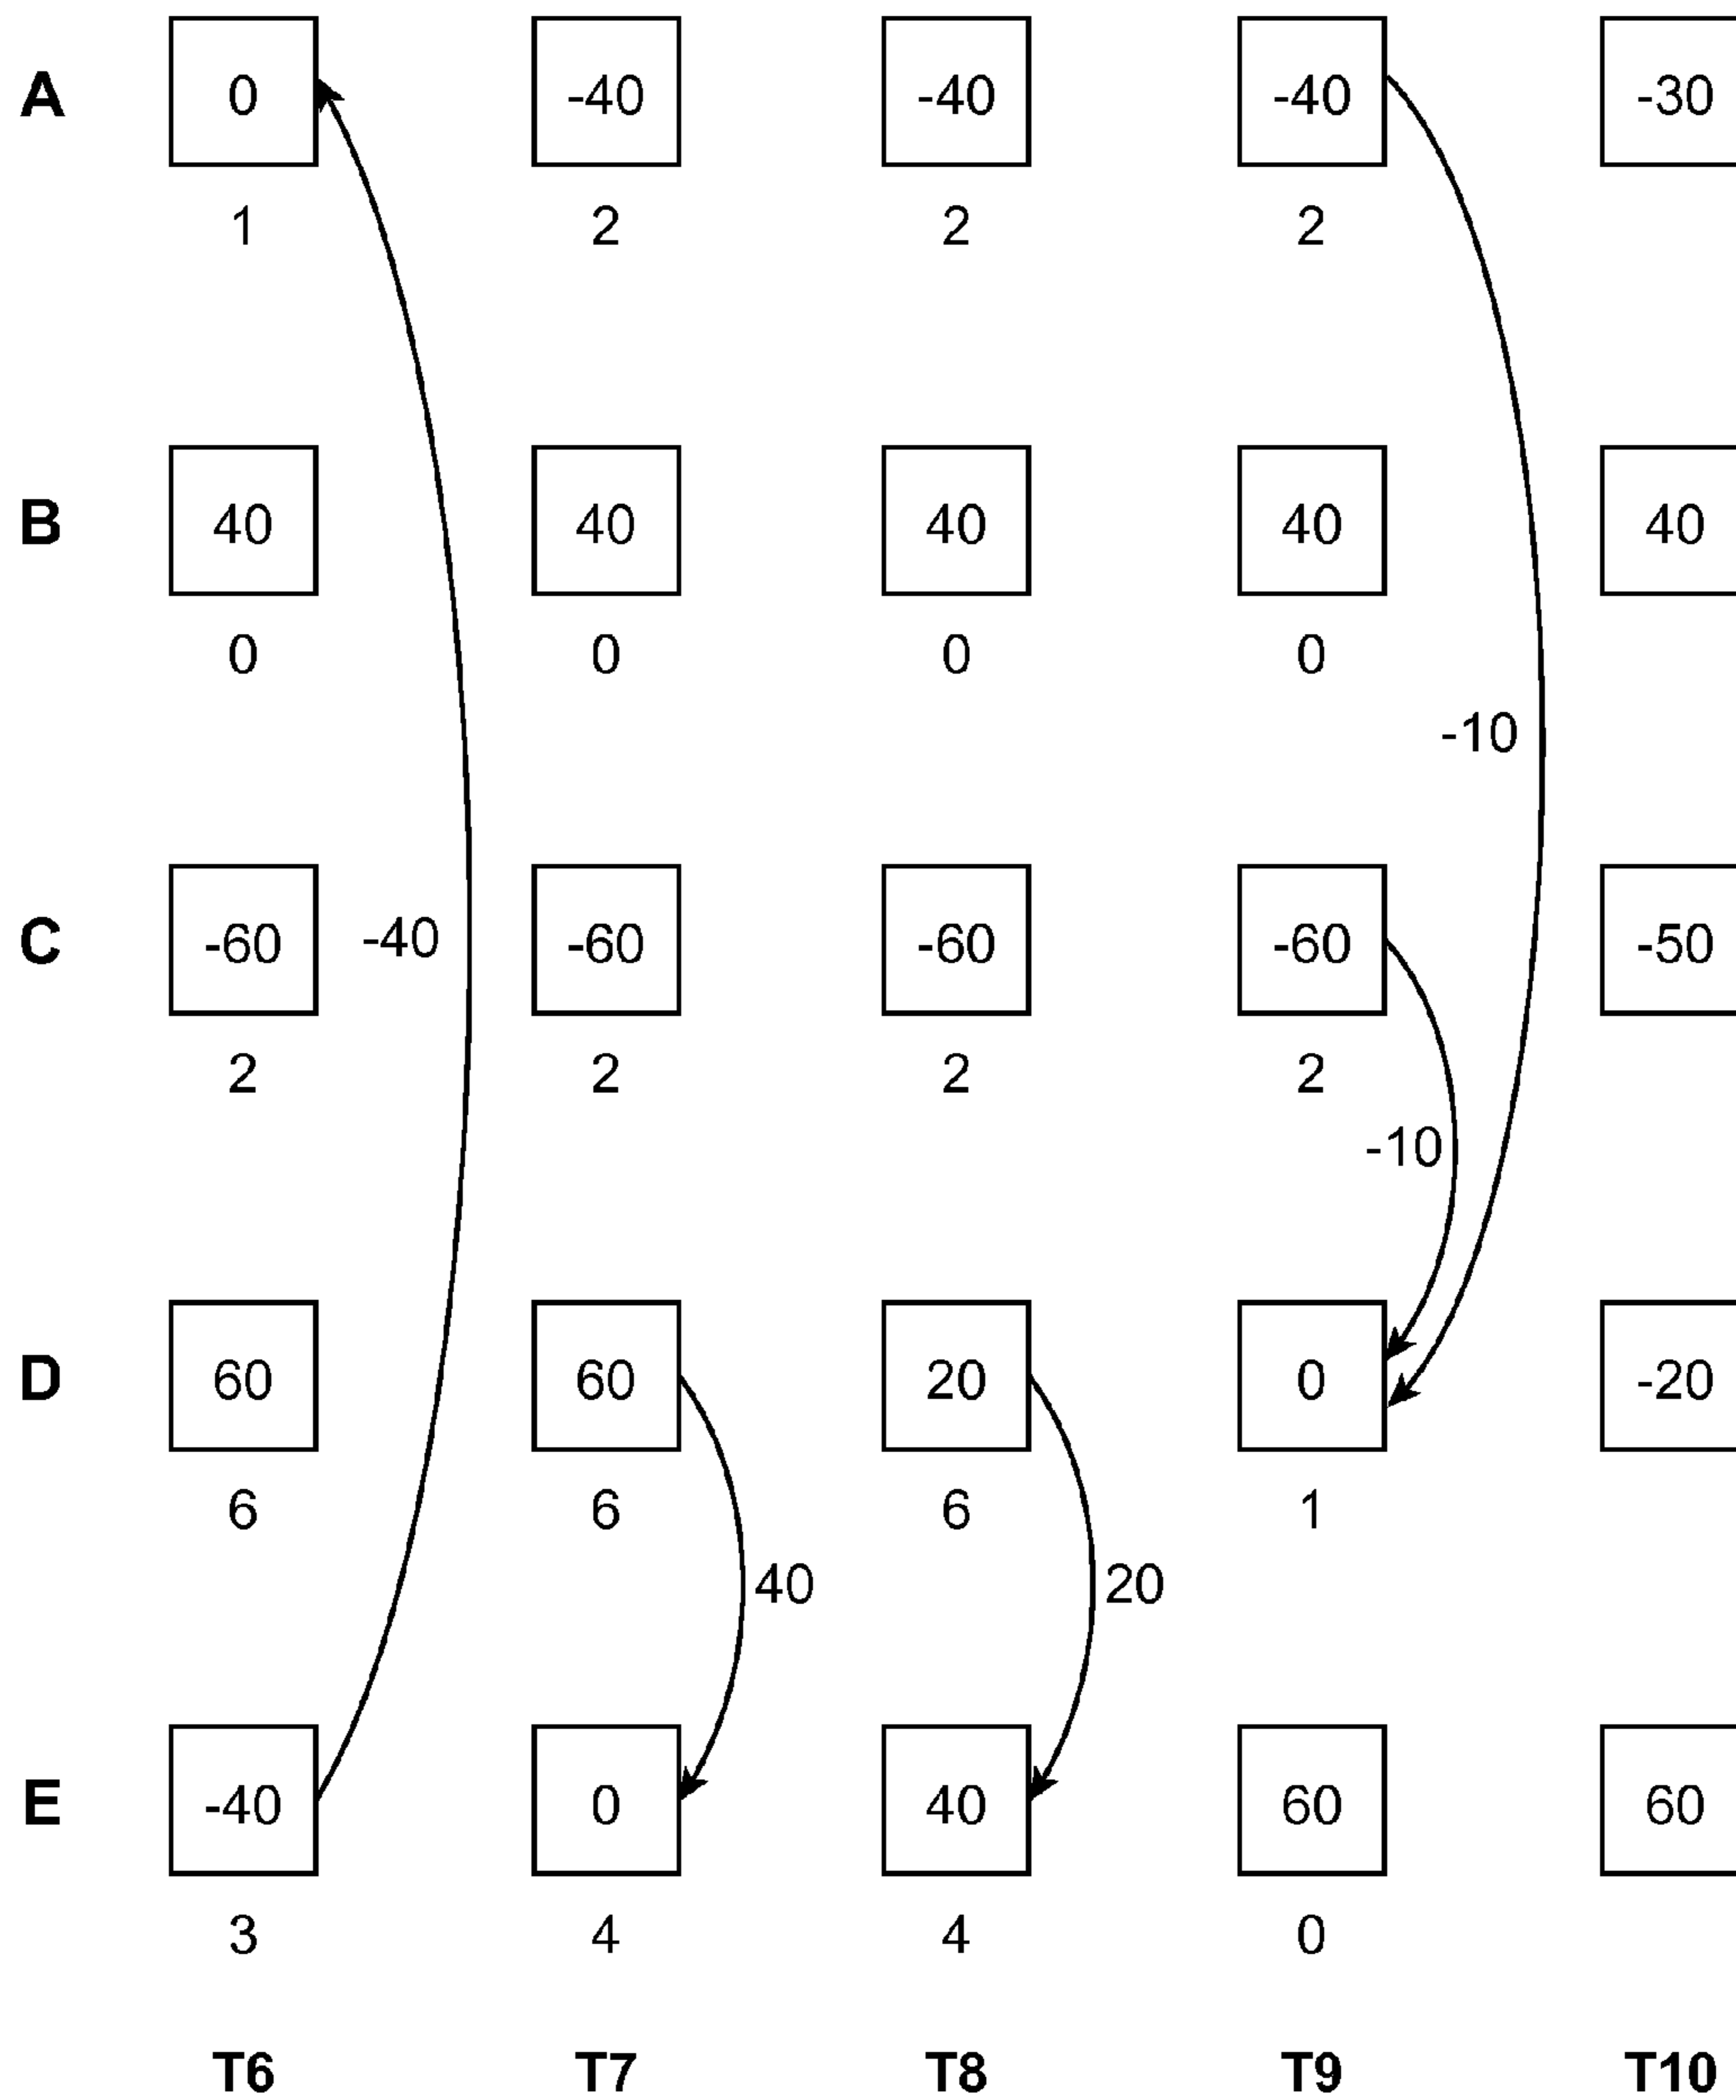 A 0 -40 -40 -40 -30
1 2 2 2
B 40 40 40 40 40
0 0 0 0
-10
C -60 -40 -60 -60 -60 -50
2 2 2 2
-10
D 60 60 20 0 -20
6 6 6 1
40 20
E -40 0 40 60 60
3 4 4 0
T6 T7 T8 T9 T10